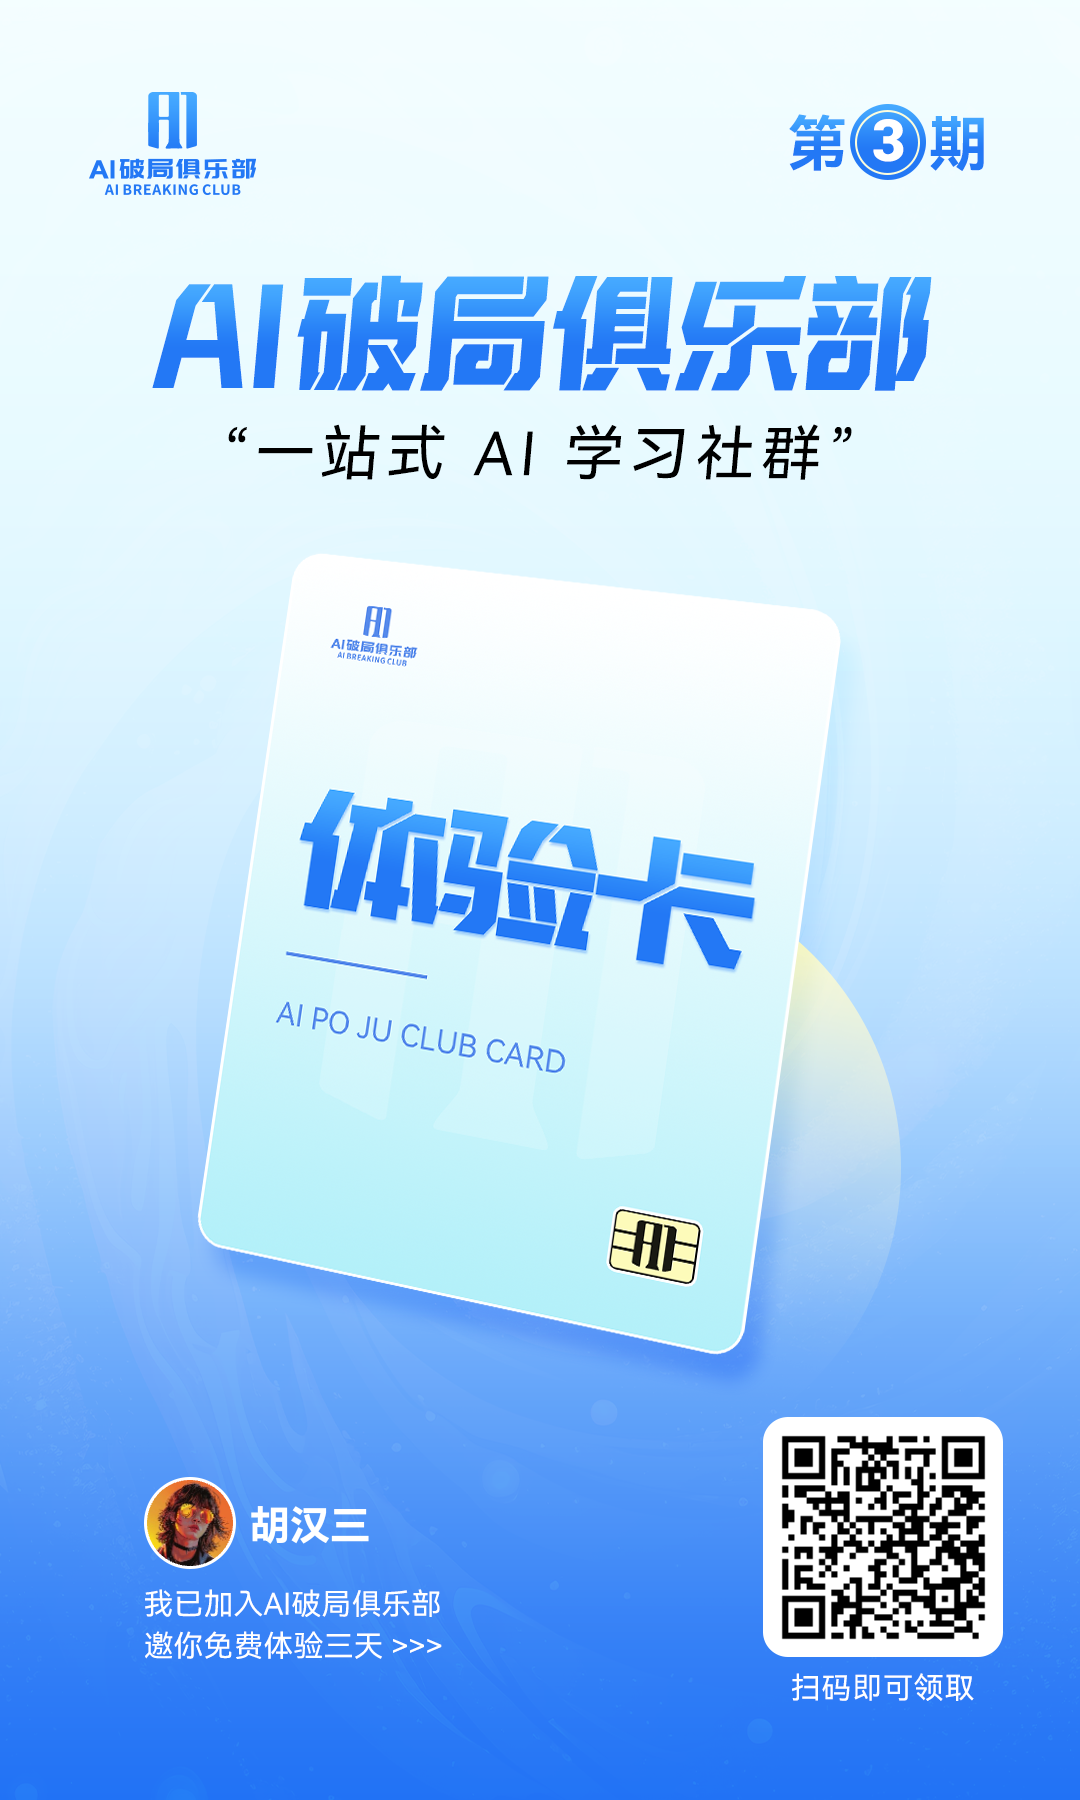 AI破局俱乐部
AI BREAKING CLUB
第3期
AI破局俱乐部
“一站式 AI 学习社群”
AI破局俱乐部
AI BREAKING CLUB
体验卡
AI PO JU CLUB CARD
AI
胡汉三
我已加入AI破局俱乐部
邀你免费体验三天 >>>
扫码即可领取